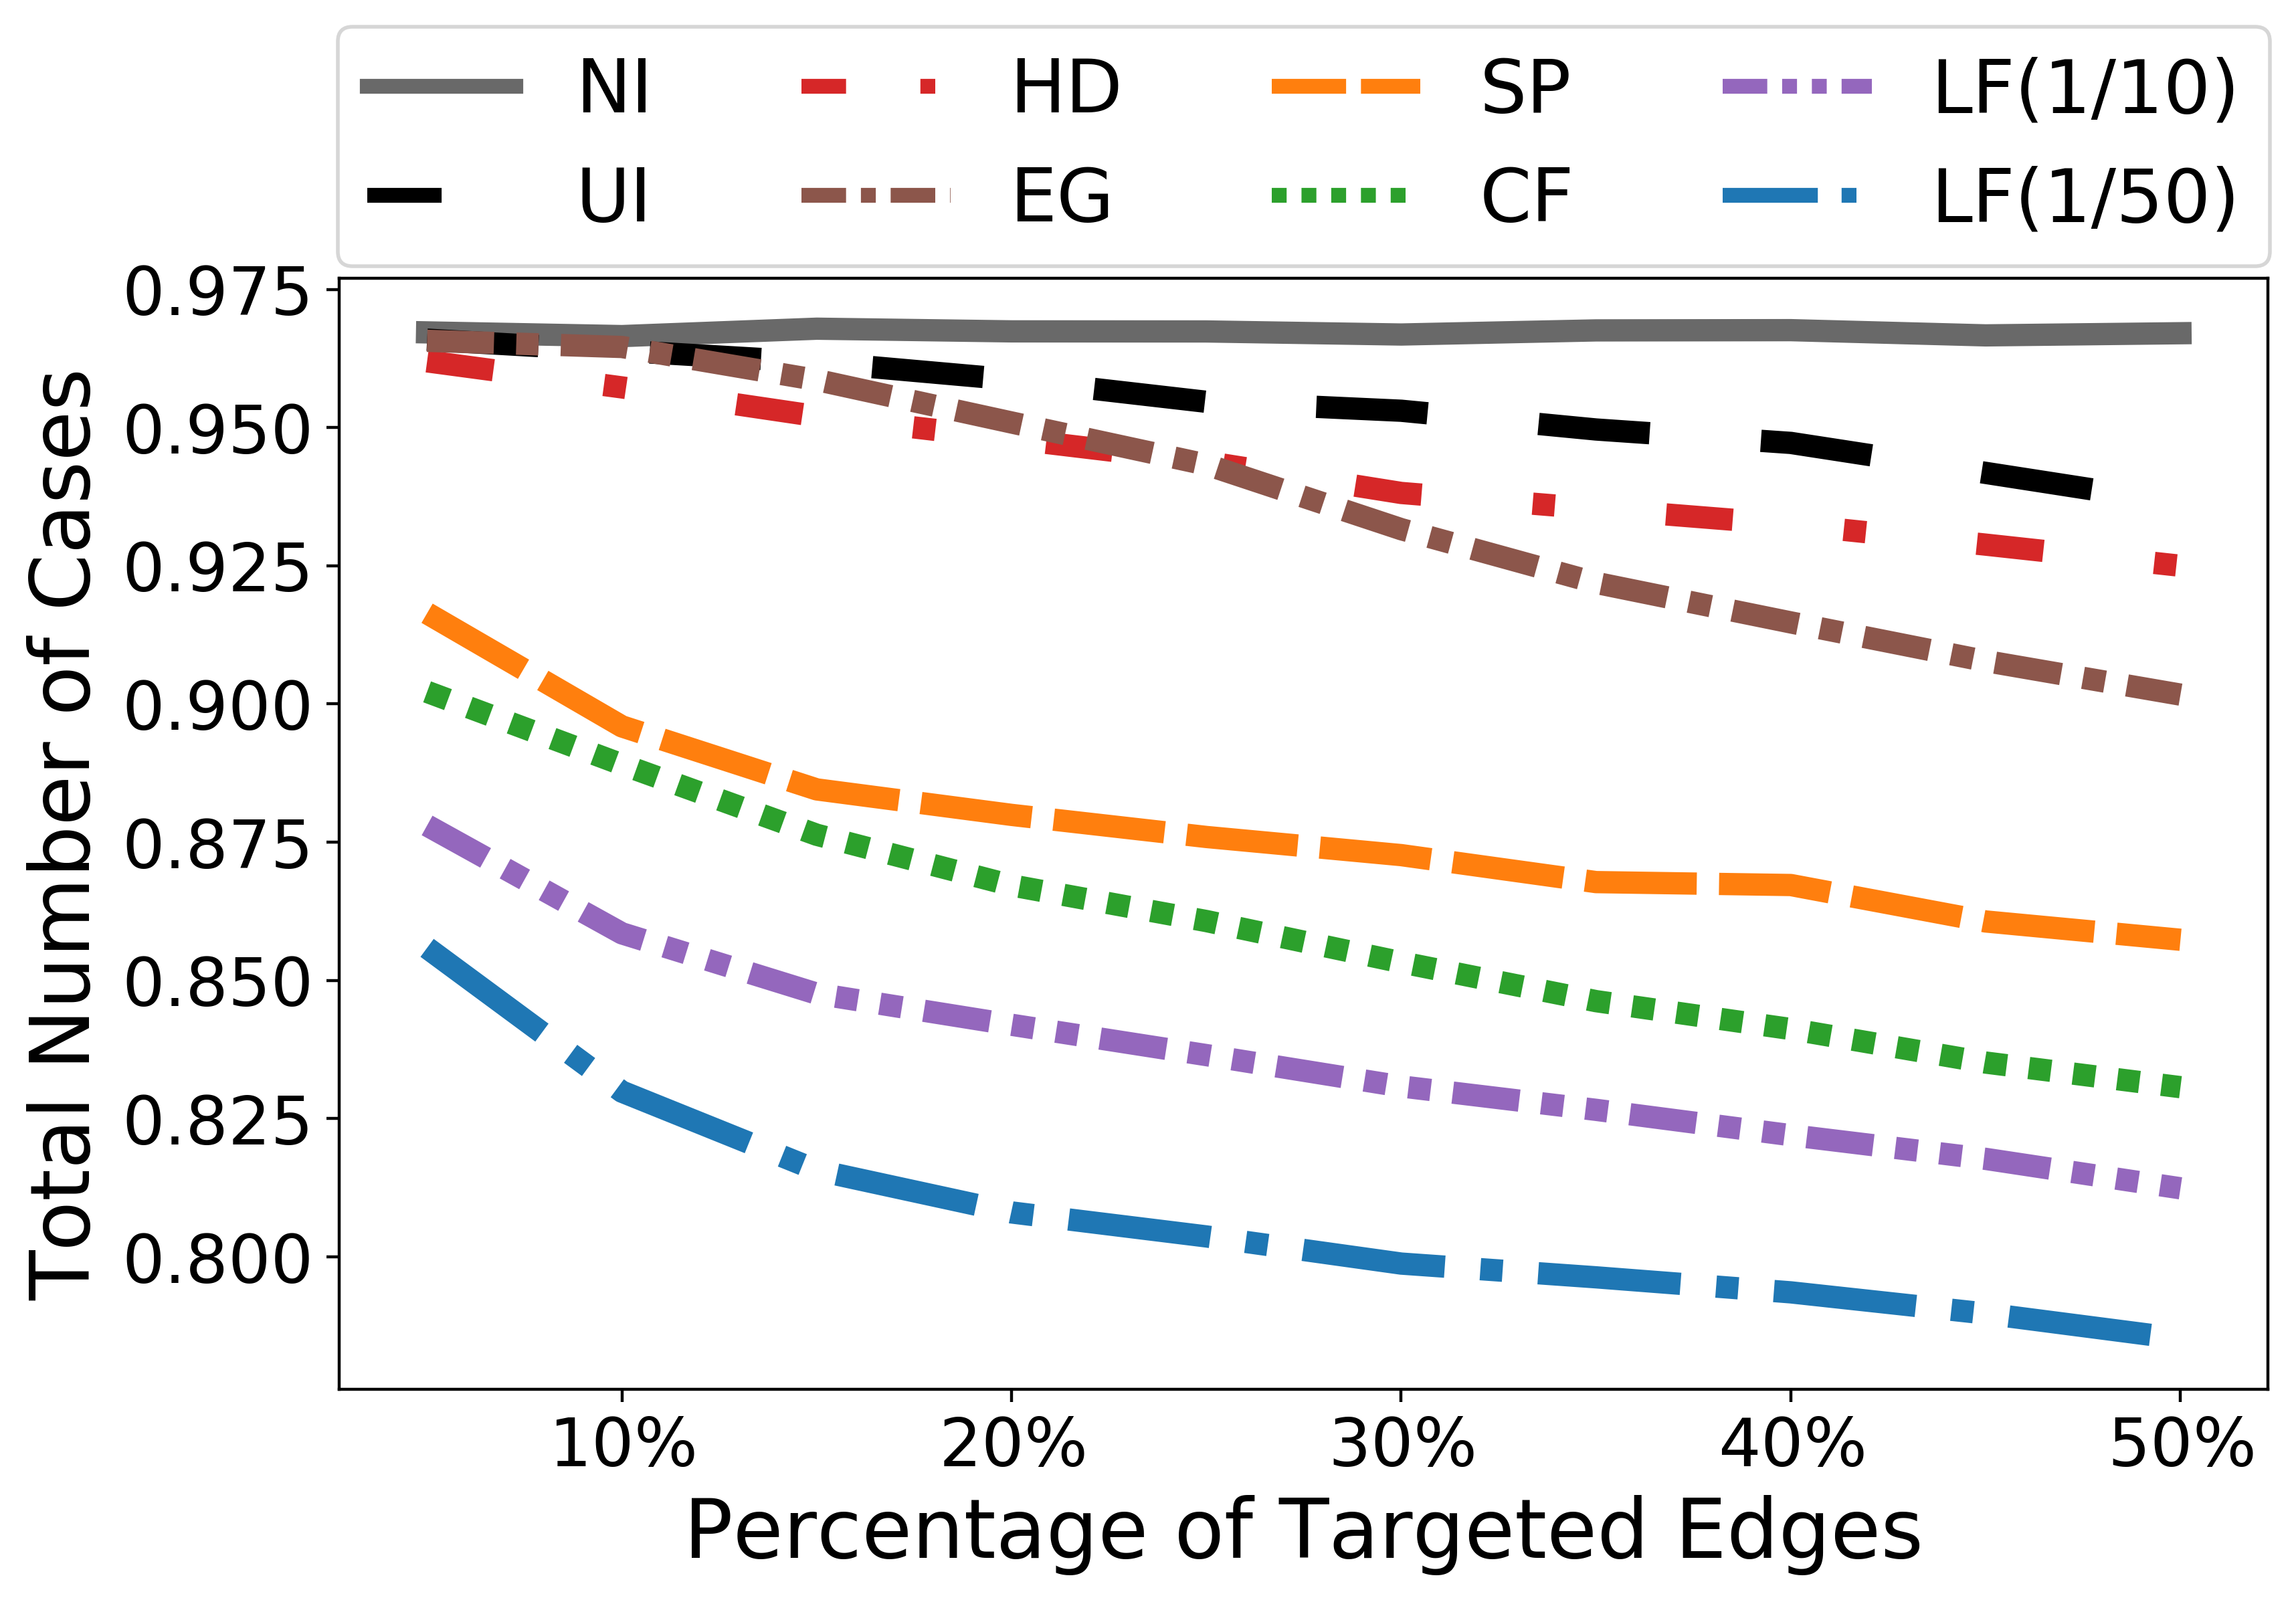 NI HD SP LF(1/10)
UI EG CF LF(1/50)
Total Number of Cases
0.975
0.950
0.925
0.900
0.875
0.850
0.825
0.800
10% 20% 30% 40% 50%
Percentage of Targeted Edges